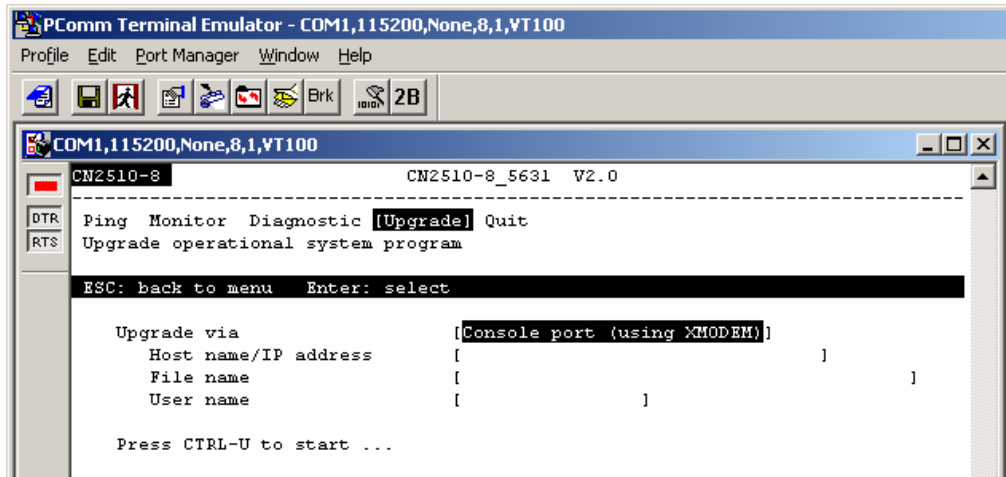 PComm Terminal Emulator - COM1,115200,None,8,1,VT100
Profile Edit Port Manager Window Help
Brk 2B
COM1,115200,None,8,1,VT100
CN2510-8 CN2510-8_5631 V2.0
DTR Ping Monitor Diagnostic [Upgrade] Quit
RTS Upgrade operational system program
ESC: back to menu Enter: select
Upgrade via [Console port (using XMODEM)]
Host name/IP address [ ]
File name [ ]
User name [ ]
Press CTRL-U to start ...